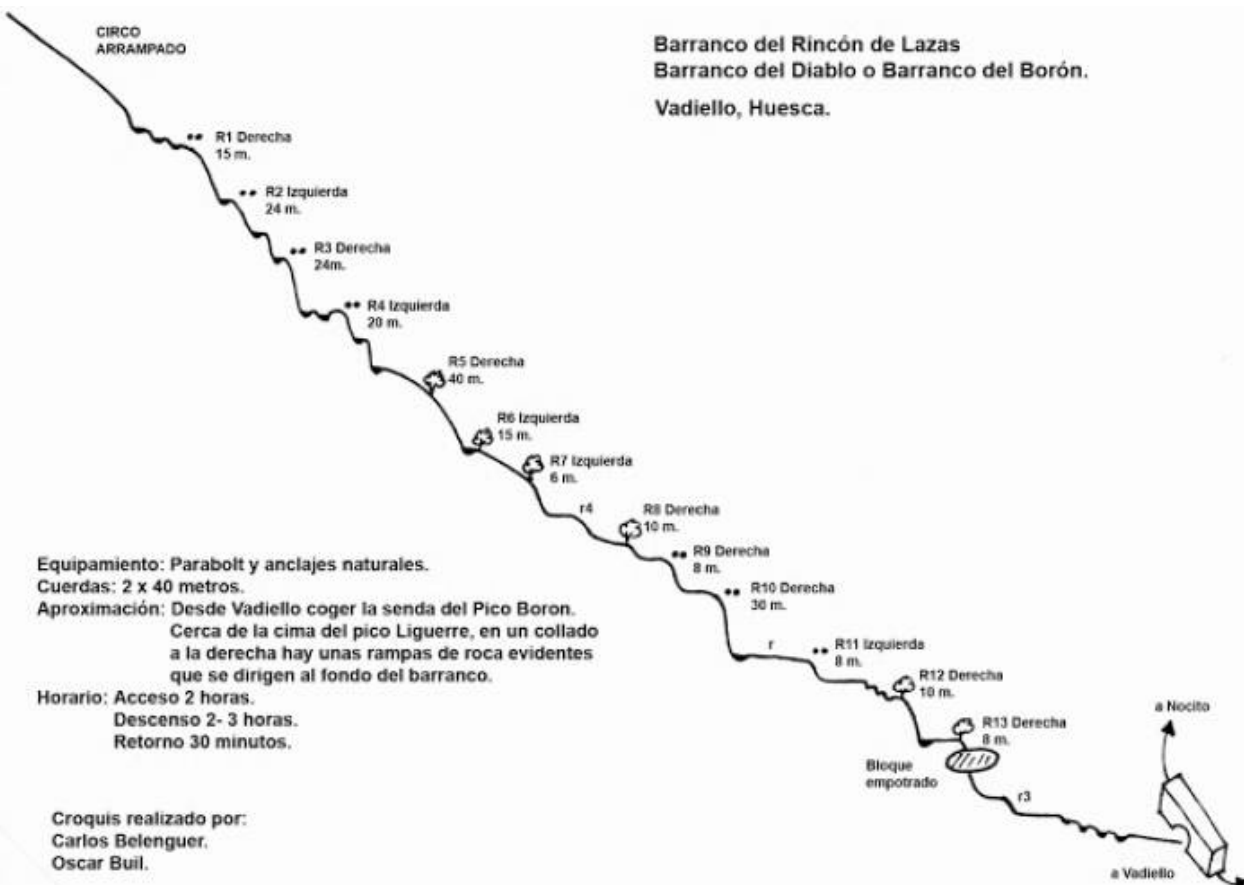 CIRCO
ARRAMPADO
Barranco del Rincón de Lazas
Barranco del Diablo o Barranco del Borón.
Vadiello, Huesca.
R1 Derecha
15 m.
R2 Izquierda
24 m.
R3 Derecha
24m.
R4 Izquierda
20 m.
R5 Derecha
40 m.
R6 Izquierda
15 m.
R7 Izquierda
6 m.
r4
R8 Derecha
10 m.
R9 Derecha
8 m.
R10 Derecha
30 m.
r
R11 Izquierda
8 m.
R12 Derecha
10 m.
R13 Derecha
8 m.
Bloque
empotrado
r3
a Nocito
a Vadiello
Equipamiento: Parabolt y anclajes naturales.
Cuerdas: 2 x 40 metros.
Aproximación: Desde Vadiello coger la senda del Pico Boron.
Cerca de la cima del pico Liguerre, en un collado
a la derecha hay unas rampas de roca evidentes
que se dirigen al fondo del barranco.
Horario: Acceso 2 horas.
Descenso 2- 3 horas.
Retorno 30 minutos.
Croquis realizado por:
Carlos Belenguer.
Oscar Buil.